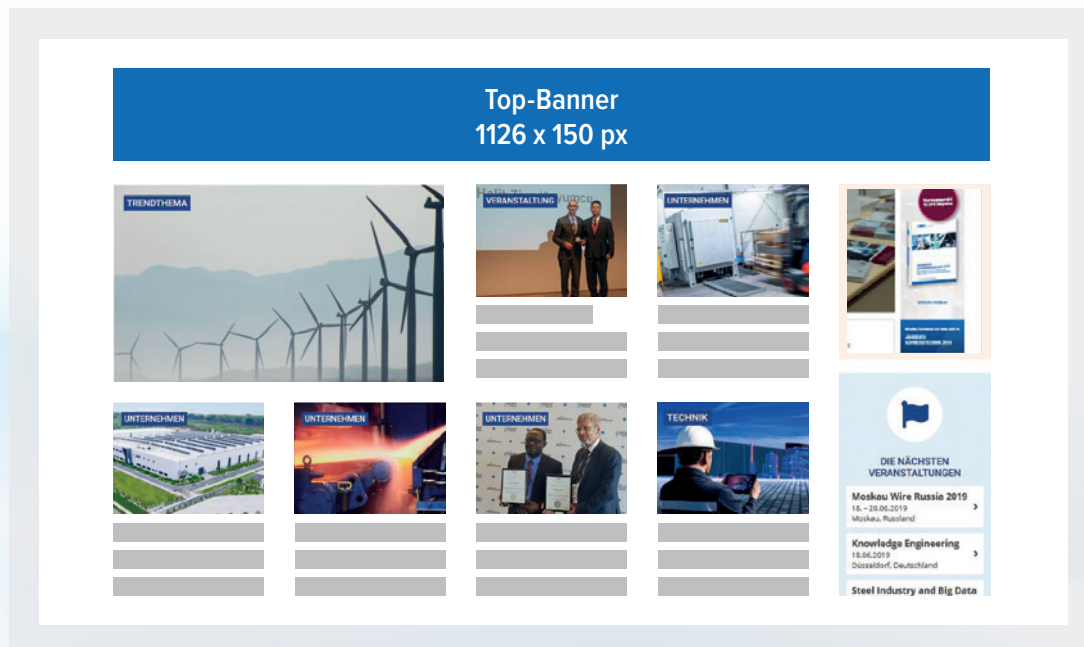 Top-Banner
1126 x 150 px
TRENDTHEMA
VERANSTALTUNG
UNTERNEHMEN
UNTERNEHMEN
UNTERNEHMEN
UNTERNEHMEN
TECHNIK
DIE NÄCHSTEN
VERANSTALTUNGEN
Moskau Wire Russia 2019
18. – 20.06.2019
Moskau, Russland
Knowledge Engineering
18.06.2019
Düsseldorf, Deutschland
Steel Industry and Big Data